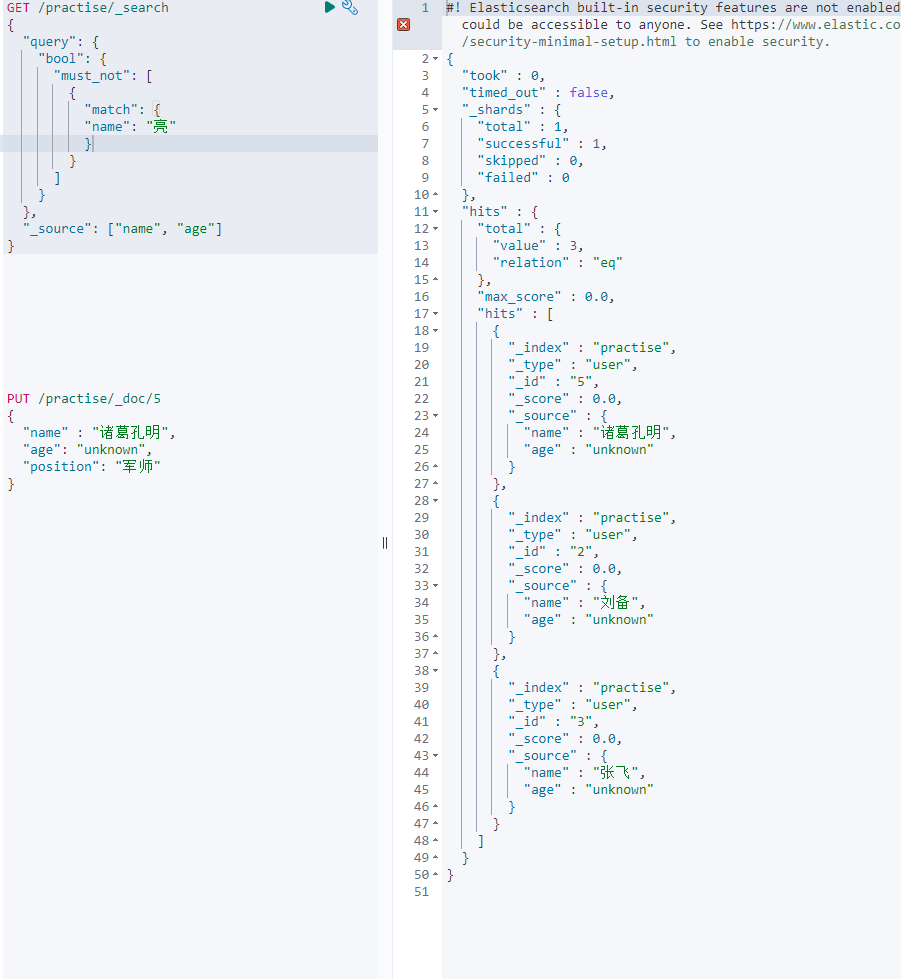 GET /practise/_search
{
"query": {
"bool": {
"must_not": [
{
"match": {
"name": "亮"
}
}
]
}
},
"_source": ["name", "age"]
}
PUT /practise/_doc/5
{
"name" : "诸葛孔明",
"age": "unknown",
"position": "军师"
}
1 #! Elasticsearch built-in security features are not enabled
could be accessible to anyone. See https://www.elastic.co
/security-minimal-setup.html to enable security.
2 {
3 "took" : 0,
4 "timed_out" : false,
5 "_shards" : {
6 "total" : 1,
7 "successful" : 1,
8 "skipped" : 0,
9 "failed" : 0
10 },
11 "hits" : {
12 "total" : {
13 "value" : 3,
14 "relation" : "eq"
15 },
16 "max_score" : 0.0,
17 "hits" : [
18 {
19 "_index" : "practise",
20 "_type" : "user",
21 "_id" : "5",
22 "_score" : 0.0,
23 "_source" : {
24 "name" : "诸葛孔明",
25 "age" : "unknown"
26 }
27 },
28 {
29 "_index" : "practise",
30 "_type" : "user",
31 "_id" : "2",
32 "_score" : 0.0,
33 "_source" : {
34 "name" : "刘备",
35 "age" : "unknown"
36 }
37 },
38 {
39 "_index" : "practise",
40 "_type" : "user",
41 "_id" : "3",
42 "_score" : 0.0,
43 "_source" : {
44 "name" : "张飞",
45 "age" : "unknown"
46 }
47 }
48 ]
49 }
50 }
51